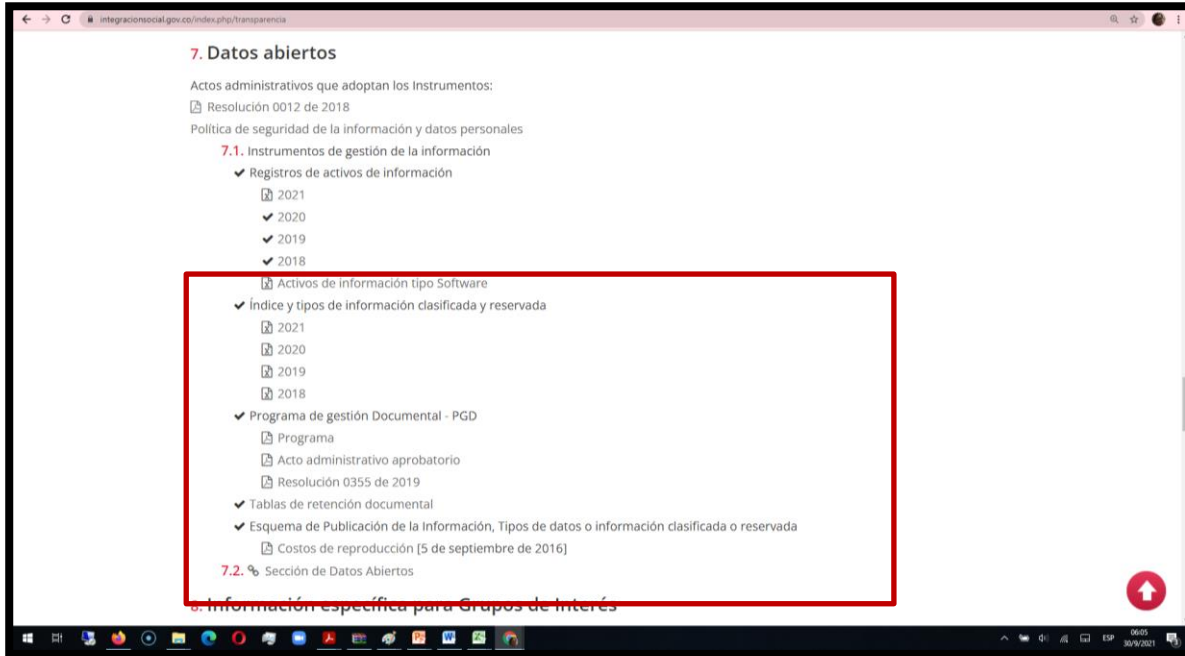 integracionsocial.gov.co/index.php/transparencia
7. Datos abiertos
Actos administrativos que adoptan los Instrumentos:
Resolución 0012 de 2018
Política de seguridad de la información y datos personales
7.1. Instrumentos de gestión de la información
Registros de activos de información
2021
2020
2019
2018
Activos de información tipo Software
Índice y tipos de información clasificada y reservada
2021
2020
2019
2018
Programa de gestión Documental - PGD
Programa
Acto administrativo aprobatorio
Resolución 0355 de 2019
Tablas de retención documental
Esquema de Publicación de la Información, Tipos de datos o información clasificada o reservada
Costos de reproducción [5 de septiembre de 2016]
7.2. Sección de Datos Abiertos
8. Información específica para Grupos de Interés
ESP
06:05
30/9/2021